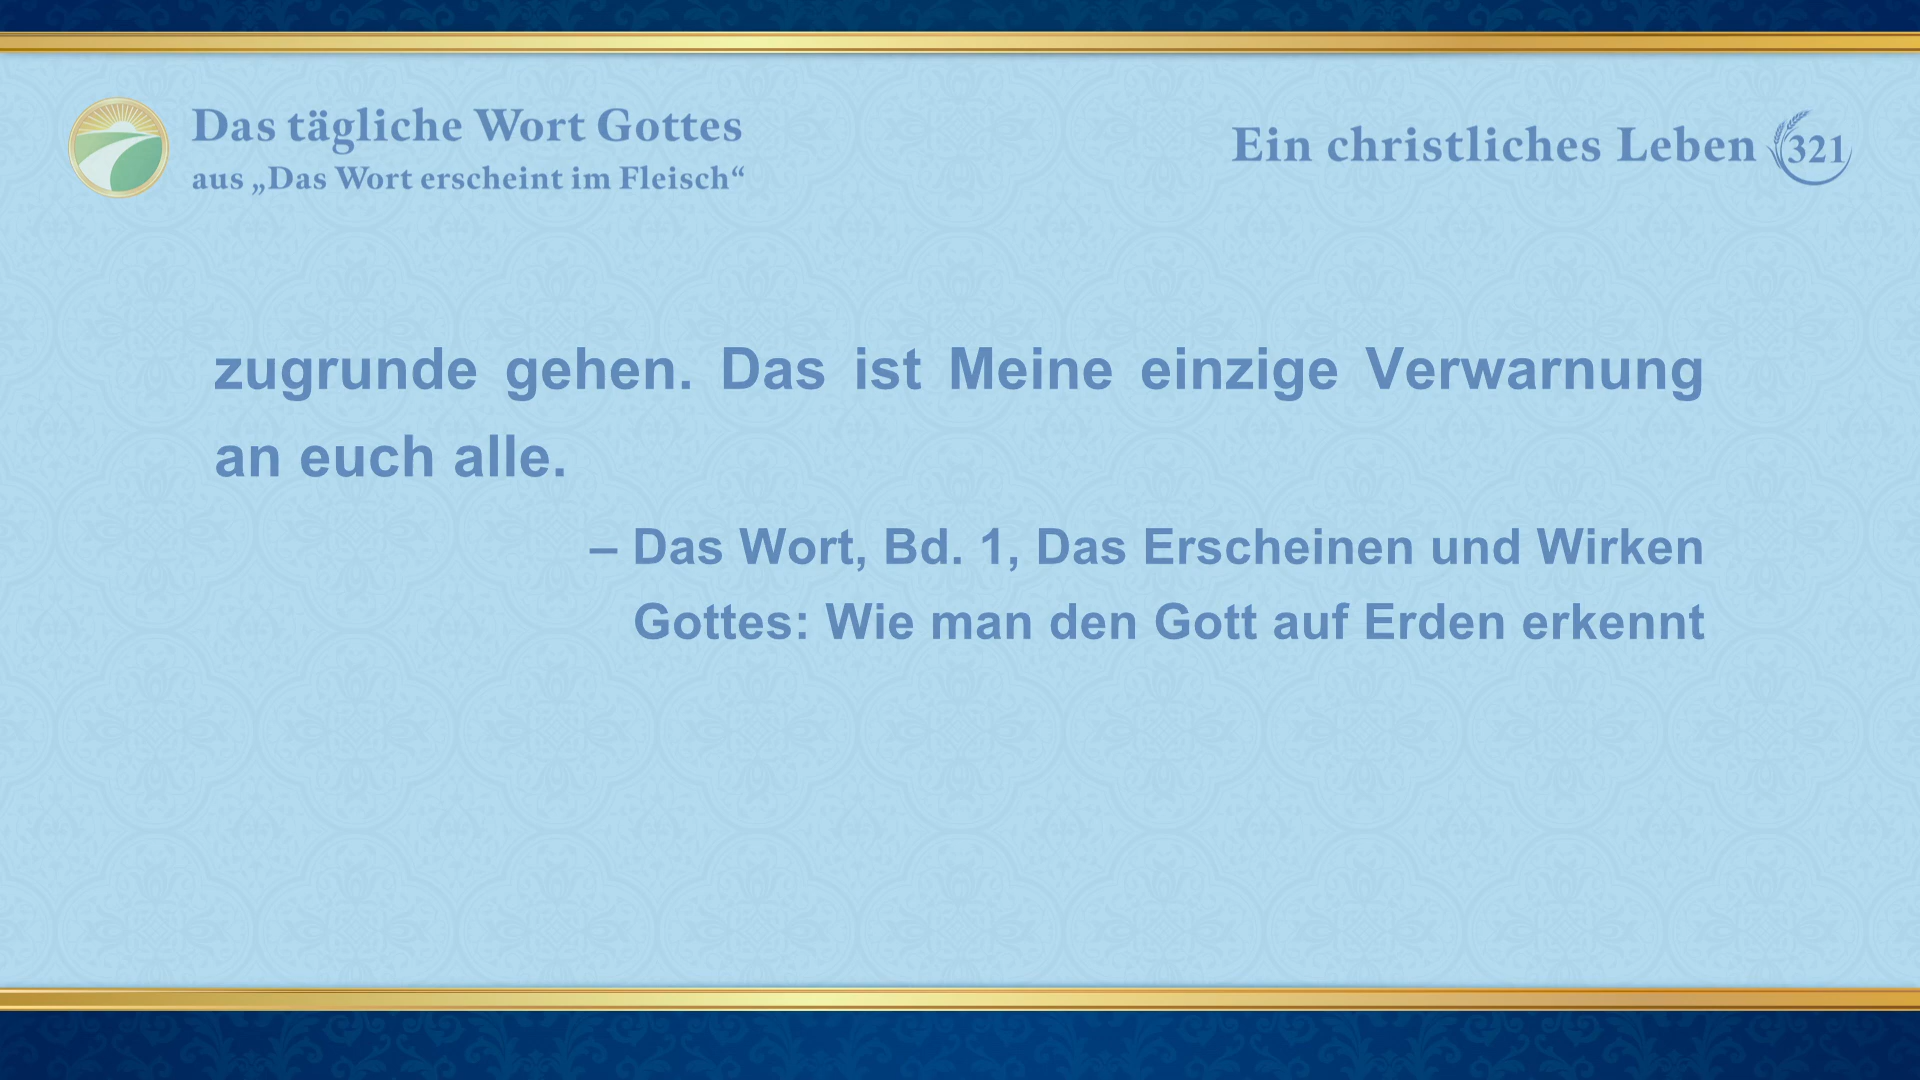 Das tägliche Wort Gottes
aus „Das Wort erscheint im Fleisch“
Ein christliches Leben 321
zugrunde gehen. Das ist Meine einzige Verwarnung
an euch alle.
– Das Wort, Bd. 1, Das Erscheinen und Wirken
Gottes: Wie man den Gott auf Erden erkennt